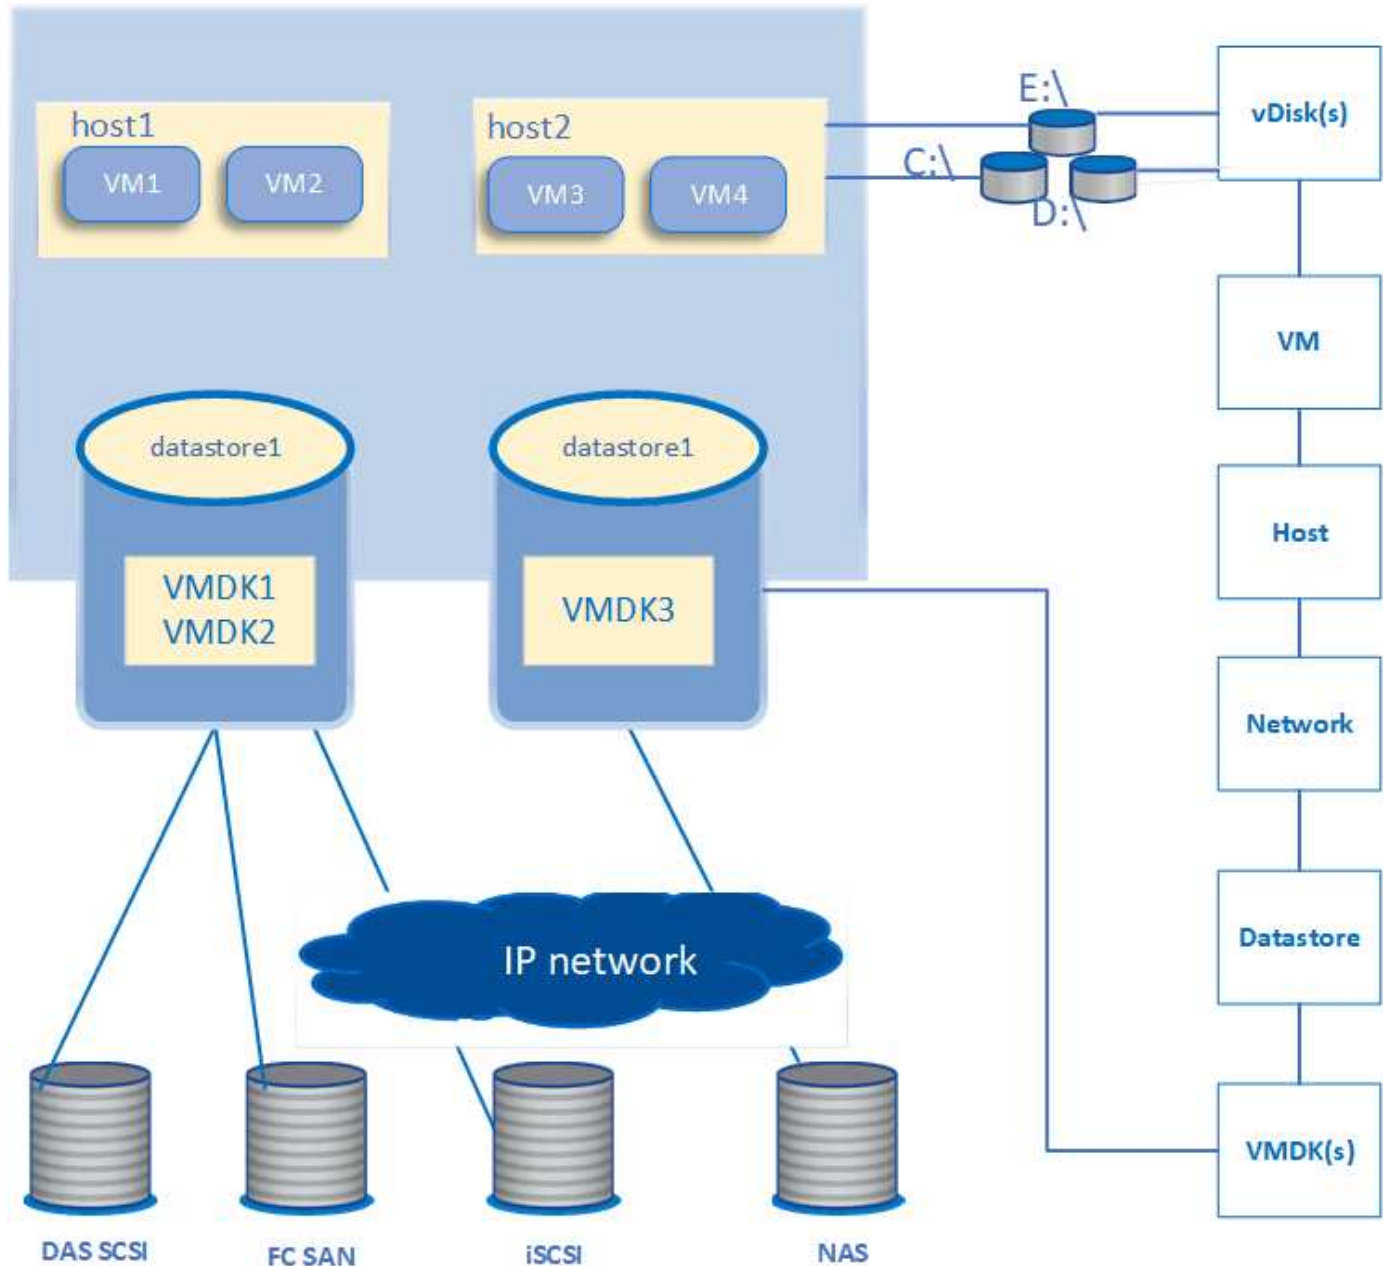 host1
VM1
VM2
host2
VM3
VM4
E:\
C:\
D:\
vDisk(s)
VM
Host
Network
Datastore
VMDK(s)
datastore1
VMDK1
VMDK2
datastore1
VMDK3
IP network
DAS SCSI
FC SAN
iSCSI
NAS